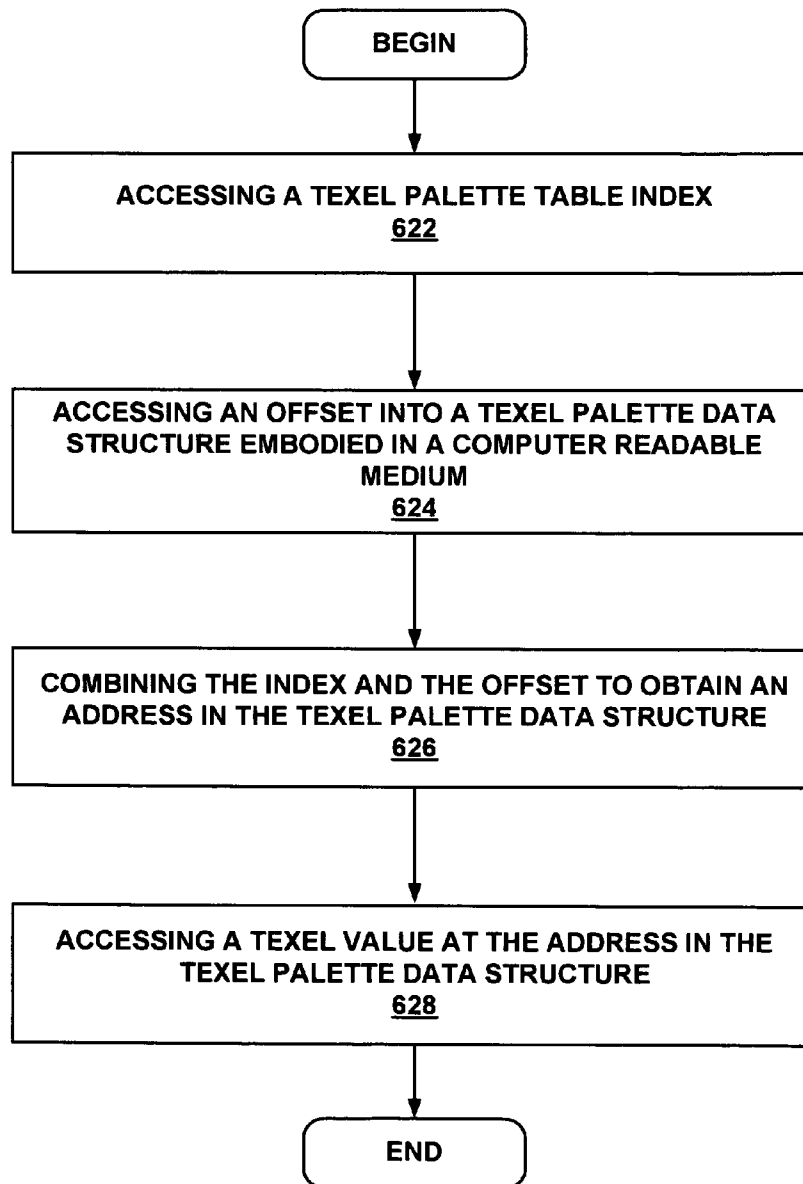 BEGIN
ACCESSING A TEXEL PALETTE TABLE INDEX
622
ACCESSING AN OFFSET INTO A TEXEL PALETTE DATA
STRUCTURE EMBODIED IN A COMPUTER READABLE
MEDIUM
624
COMBINING THE INDEX AND THE OFFSET TO OBTAIN AN
ADDRESS IN THE TEXEL PALETTE DATA STRUCTURE
626
ACCESSING A TEXEL VALUE AT THE ADDRESS IN THE
TEXEL PALETTE DATA STRUCTURE
628
END